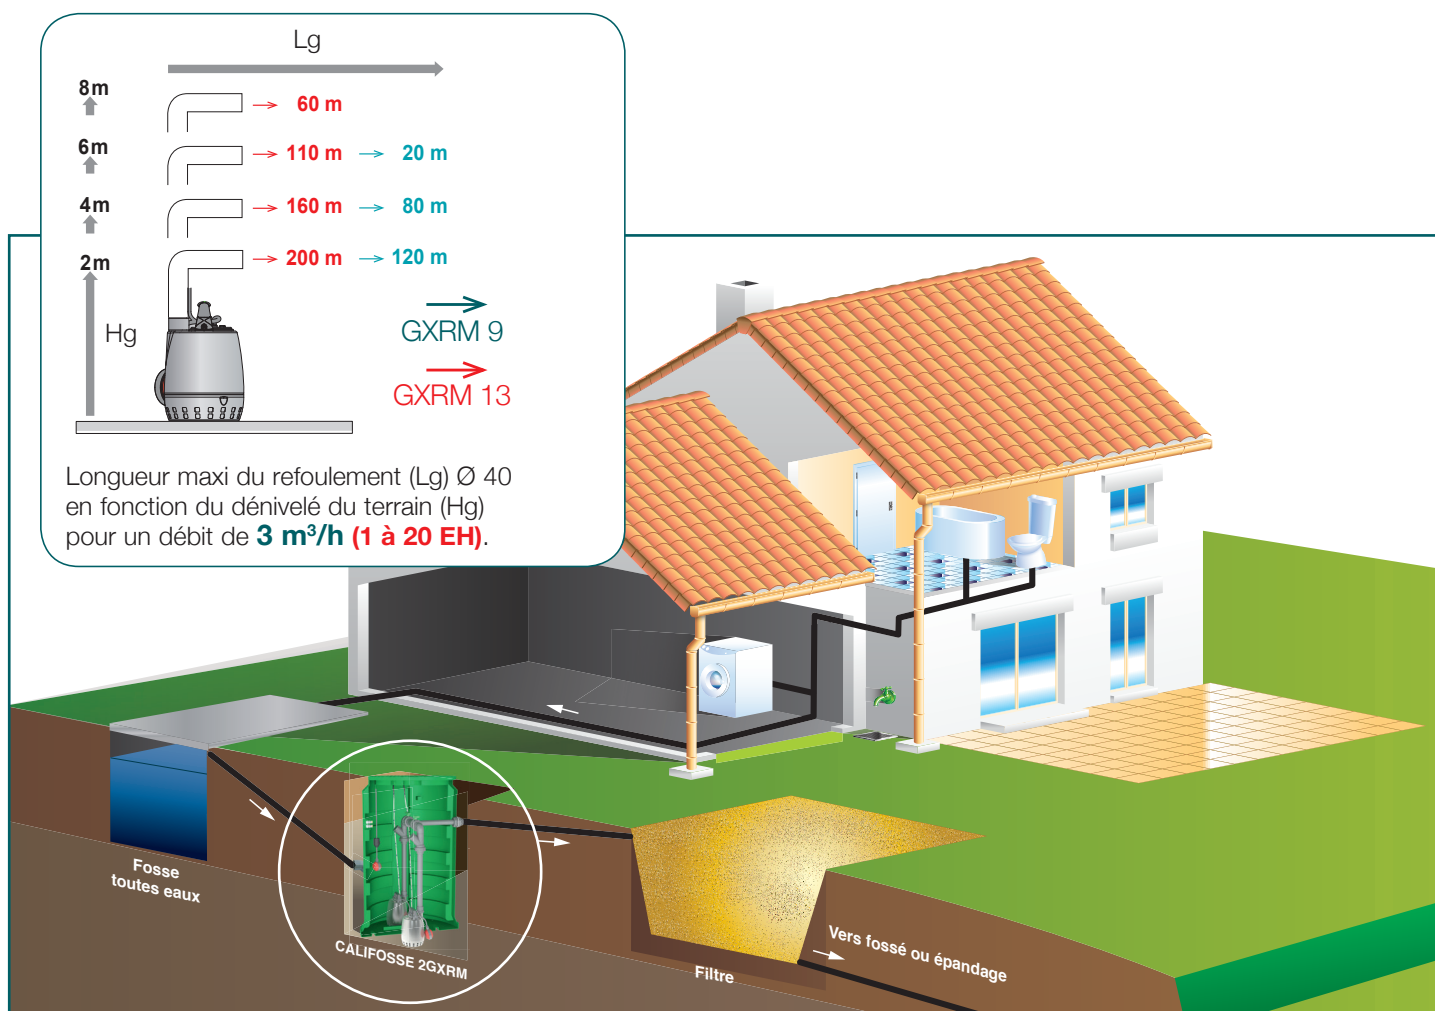 Lg
8m
60 m
6m
110 m 20 m
4m
160 m 80 m
2m
200 m 120 m
Hg
GXRM 9
GXRM 13
Longueur maxi du refoulement (Lg) Ø 40
en fonction du dénivelé du terrain (Hg)
pour un débit de 3 m³/h (1 à 20 EH).
Fosse
toutes eaux
CALIFOSSE 2GXRM
Filtre
Vers fossé ou épandage